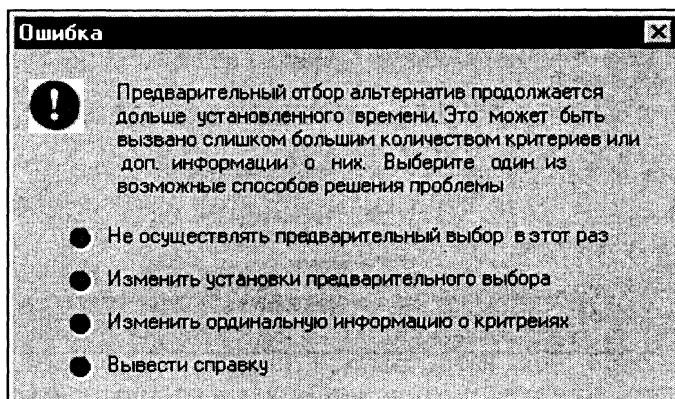 Ошибка
Предварительный отбор альтернатив продолжается
дольше установленного времени. Это может быть
вызвано слишком большим количеством критериев или
доп. информации о них. Выберите один из
возможные способов решения проблемы
Не осуществлять предварительный выбор в этот раз
Изменить установки предварительного выбора
Изменить ординальную информацию о критреиях
Вывести справку